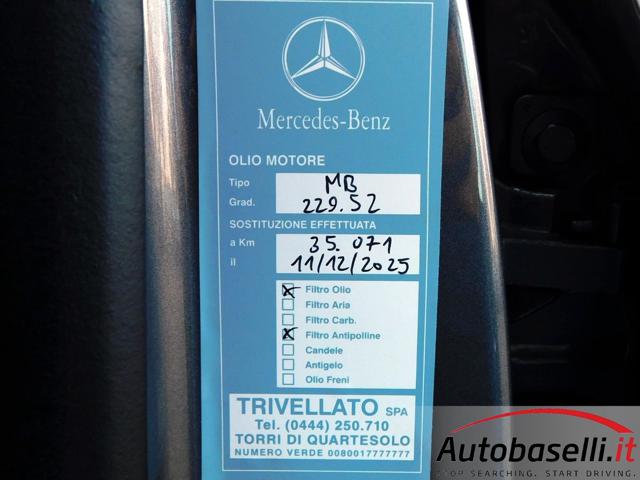 Mercedes-Benz
OLIO MOTORE
Tipo MB
Grad. 229.52
SOSTITUZIONE EFFETTUATA
a Km 35.071
il 11/12/2025
Filtro Olio
Filtro Aria
Filtro Carb.
Filtro Antipolline
Candele
Antigelo
Olio Freni
TRIVELLATO SPA
Tel. (0444) 250.710
TORRI DI QUARTESOLO
NUMERO VERDE 0080017777777
Autobaselli.it
STOP SEARCHING. START DRIVING.